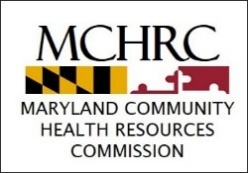 MCHRC
MARYLAND COMMUNITY
HEALTH RESOURCES
COMMISSION